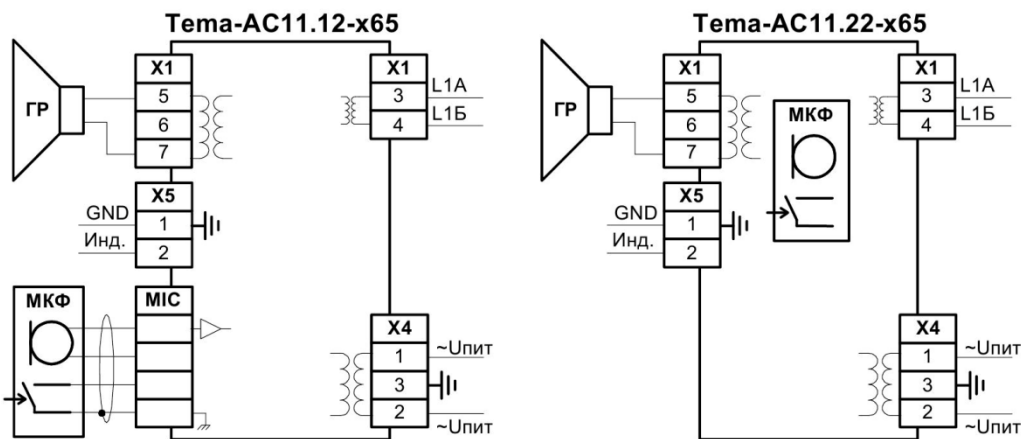 Tema-AC11.12-x65
X1
5
6
7
ГР
X1
3
4
L1А
L1Б
X5
1
2
GND
Инд.
МКФ
MIC
X4
1
3
2
~Uпит
~Uпит
Tema-AC11.22-x65
X1
5
6
7
ГР
МКФ
X1
3
4
L1А
L1Б
X5
1
2
GND
Инд.
X4
1
3
2
~Uпит
~Uпит